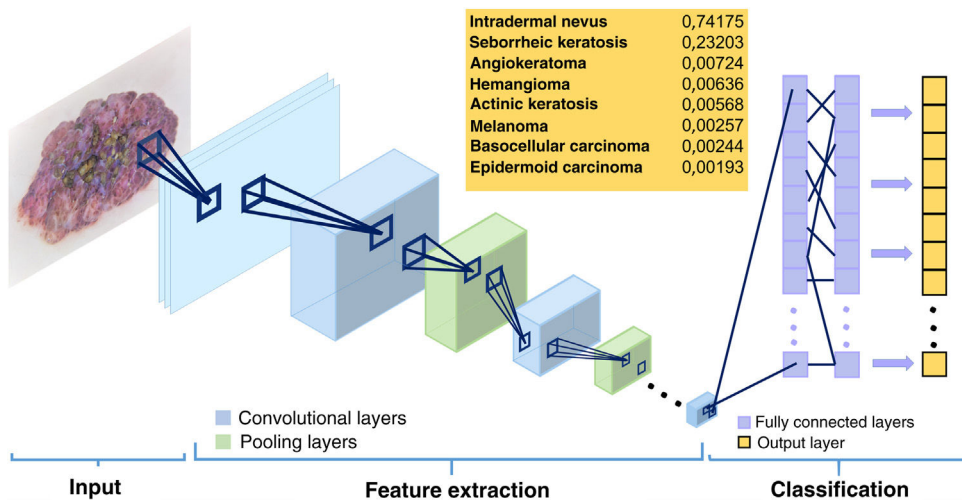 Intradermal nevus 0,74175
Seborrheic keratosis 0,23203
Angiokeratoma 0,00724
Hemangioma 0,00636
Actinic keratosis 0,00568
Melanoma 0,00257
Basocellular carcinoma 0,00244
Epidermoid carcinoma 0,00193
Convolutional layers
Pooling layers
Fully connected layers
Output layer
Input
Feature extraction
Classification